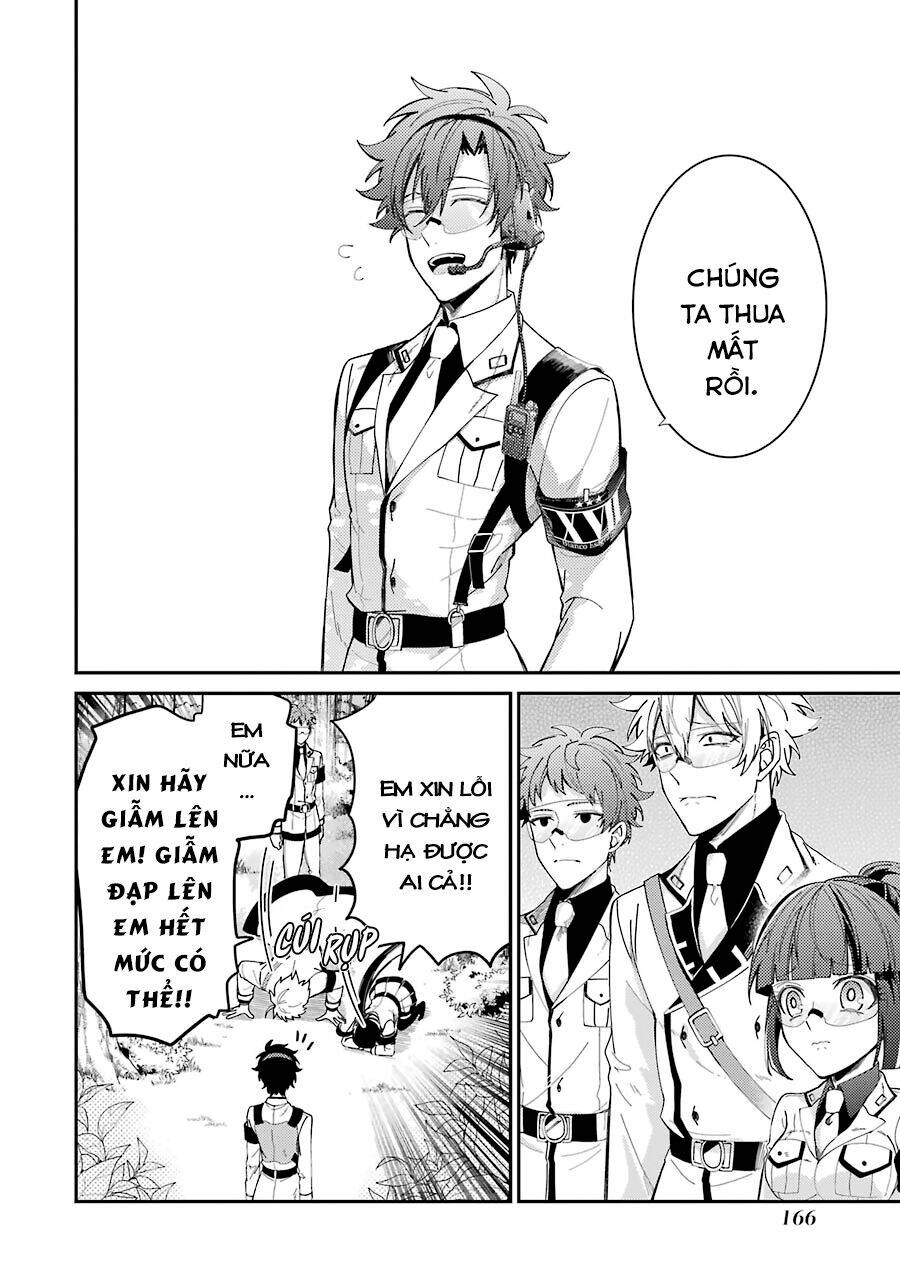 CHÚNG
TA THUA
MẤT
RỒI.
XVI
EM XIN LỖI
VÌ CHẲNG
HẠ ĐƯỢC
AI CẢ!!
EM
NỮA
...
XIN HÃY
GIẪM LÊN
EM! GIẪM
ĐẠP LÊN
EM HẾT
MỨC CÓ
THỂ!!
CÚI RỤP
166